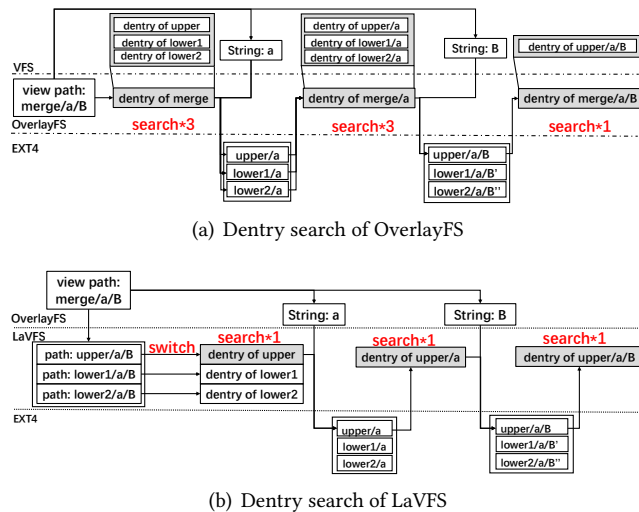 dentry of upper
dentry of lower1
dentry of lower2
String: a
dentry of upper/a
dentry of lower1/a
dentry of lower2/a
String: B
dentry of upper/a/B
VFS
view path:
merge/a/B
dentry of merge
dentry of merge/a
dentry of merge/a/B
OverlayFS
search*3
search*3
search*1
EXT4
upper/a
lower1/a
lower2/a
upper/a/B
lower1/a/B'
lower2/a/B''
(a) Dentry search of OverlayFS
view path:
merge/a/B
OverlayFS
String: a
String: B
LaVFS
path: upper/a/B
path: lower1/a/B
path: lower2/a/B
switch
search*1
dentry of upper
dentry of lower1
dentry of lower2
search*1
dentry of upper/a
search*1
dentry of upper/a/B
EXT4
upper/a
lower1/a
lower2/a
upper/a/B
lower1/a/B'
lower2/a/B''
(b) Dentry search of LaVFS